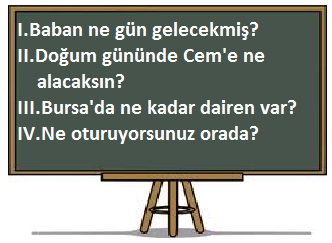 I.Baban ne gün gelecekmiş?
II.Doğum gününde Cem'e ne
alacaksın?
III.Bursa'da ne kadar dairen var?
IV.Ne oturuyorsunuz orada?